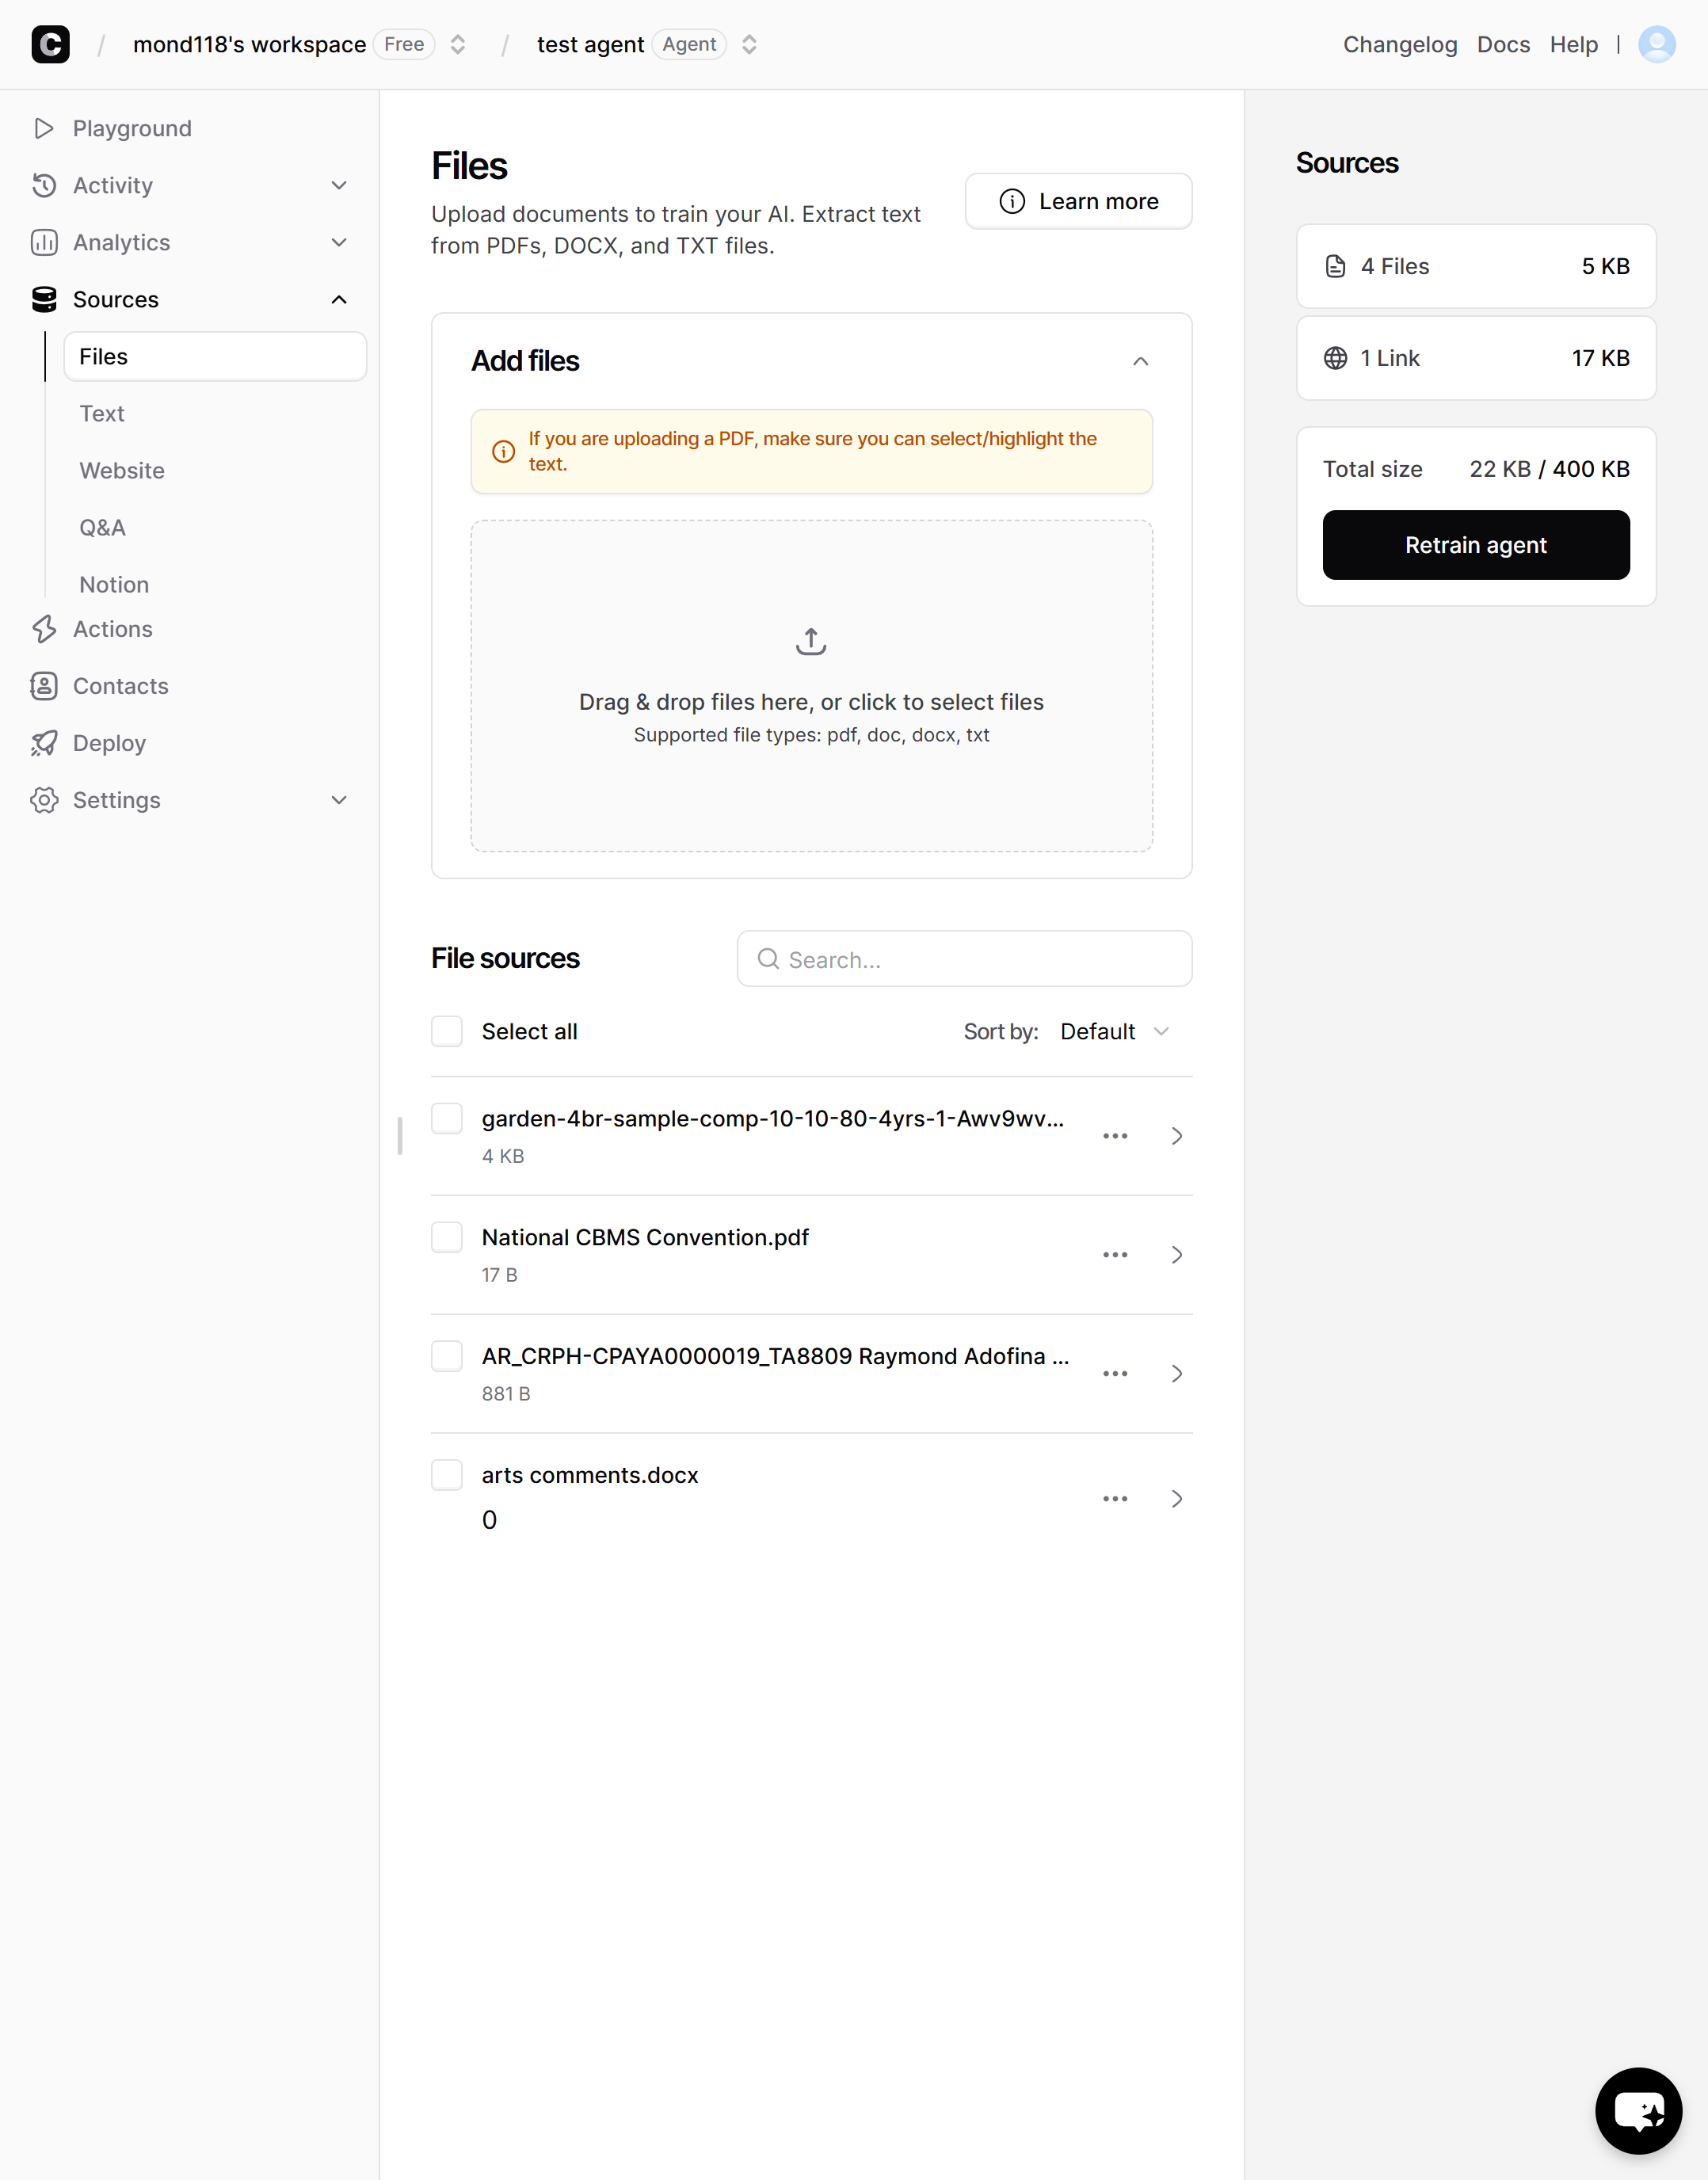 C / mond118's workspace Free / test agent Agent
Changelog Docs Help |
Playground
Activity
Analytics
Sources
Files
Text
Website
Q&A
Notion
Actions
Contacts
Deploy
Settings
Files
Upload documents to train your AI. Extract text
from PDFs, DOCX, and TXT files.
Learn more
Add files
If you are uploading a PDF, make sure you can select/highlight the
text.
Drag & drop files here, or click to select files
Supported file types: pdf, doc, docx, txt
File sources
Search...
Select all
Sort by: Default
garden-4br-sample-comp-10-10-80-4yrs-1-Awv9wv...
4 KB
National CBMS Convention.pdf
17 B
AR_CRPH-CPAYA0000019_TA8809 Raymond Adofina ...
881 B
arts comments.docx
0
Sources
4 Files 5 KB
1 Link 17 KB
Total size 22 KB / 400 KB
Retrain agent